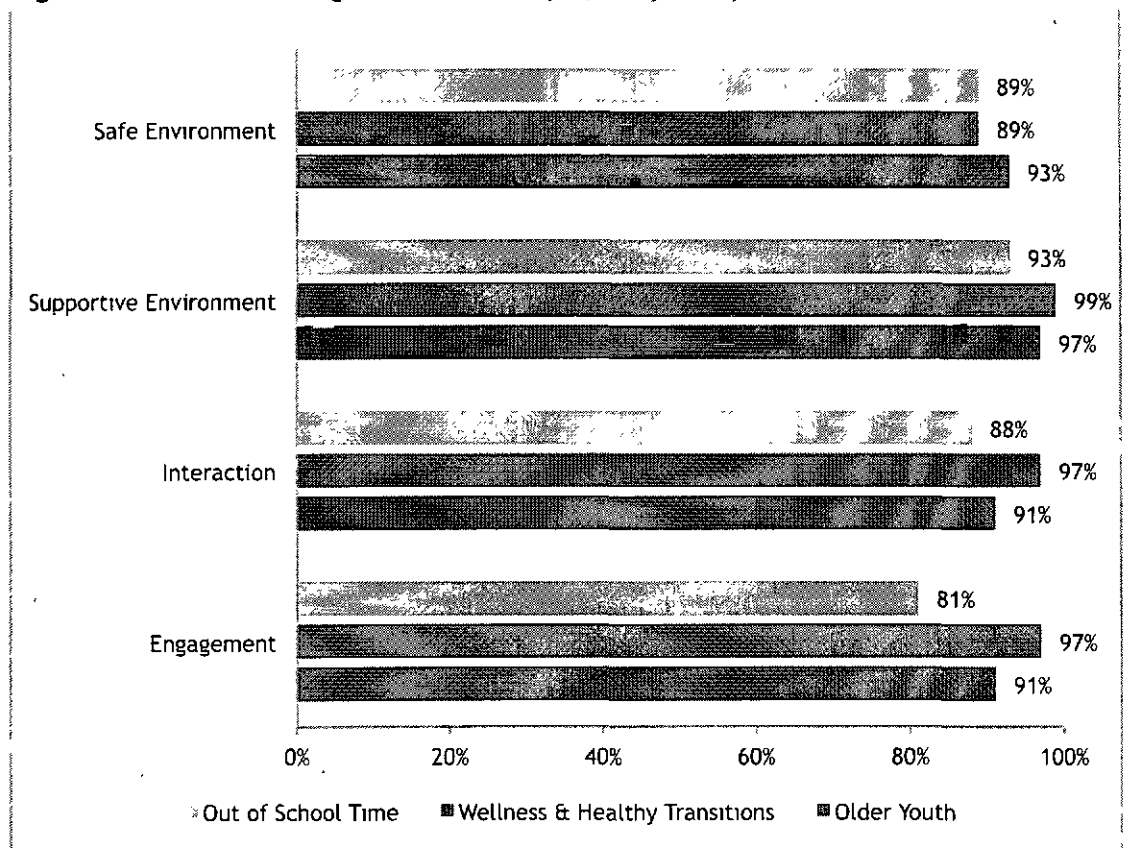 89%
Safe Environment
89%
93%
93%
Supportive Environment
99%
97%
88%
Interaction
97%
91%
81%
Engagement
97%
91%
0% 20% 40% 60% 80% 100%
Out of School Time Wellness & Healthy Transitions Older Youth